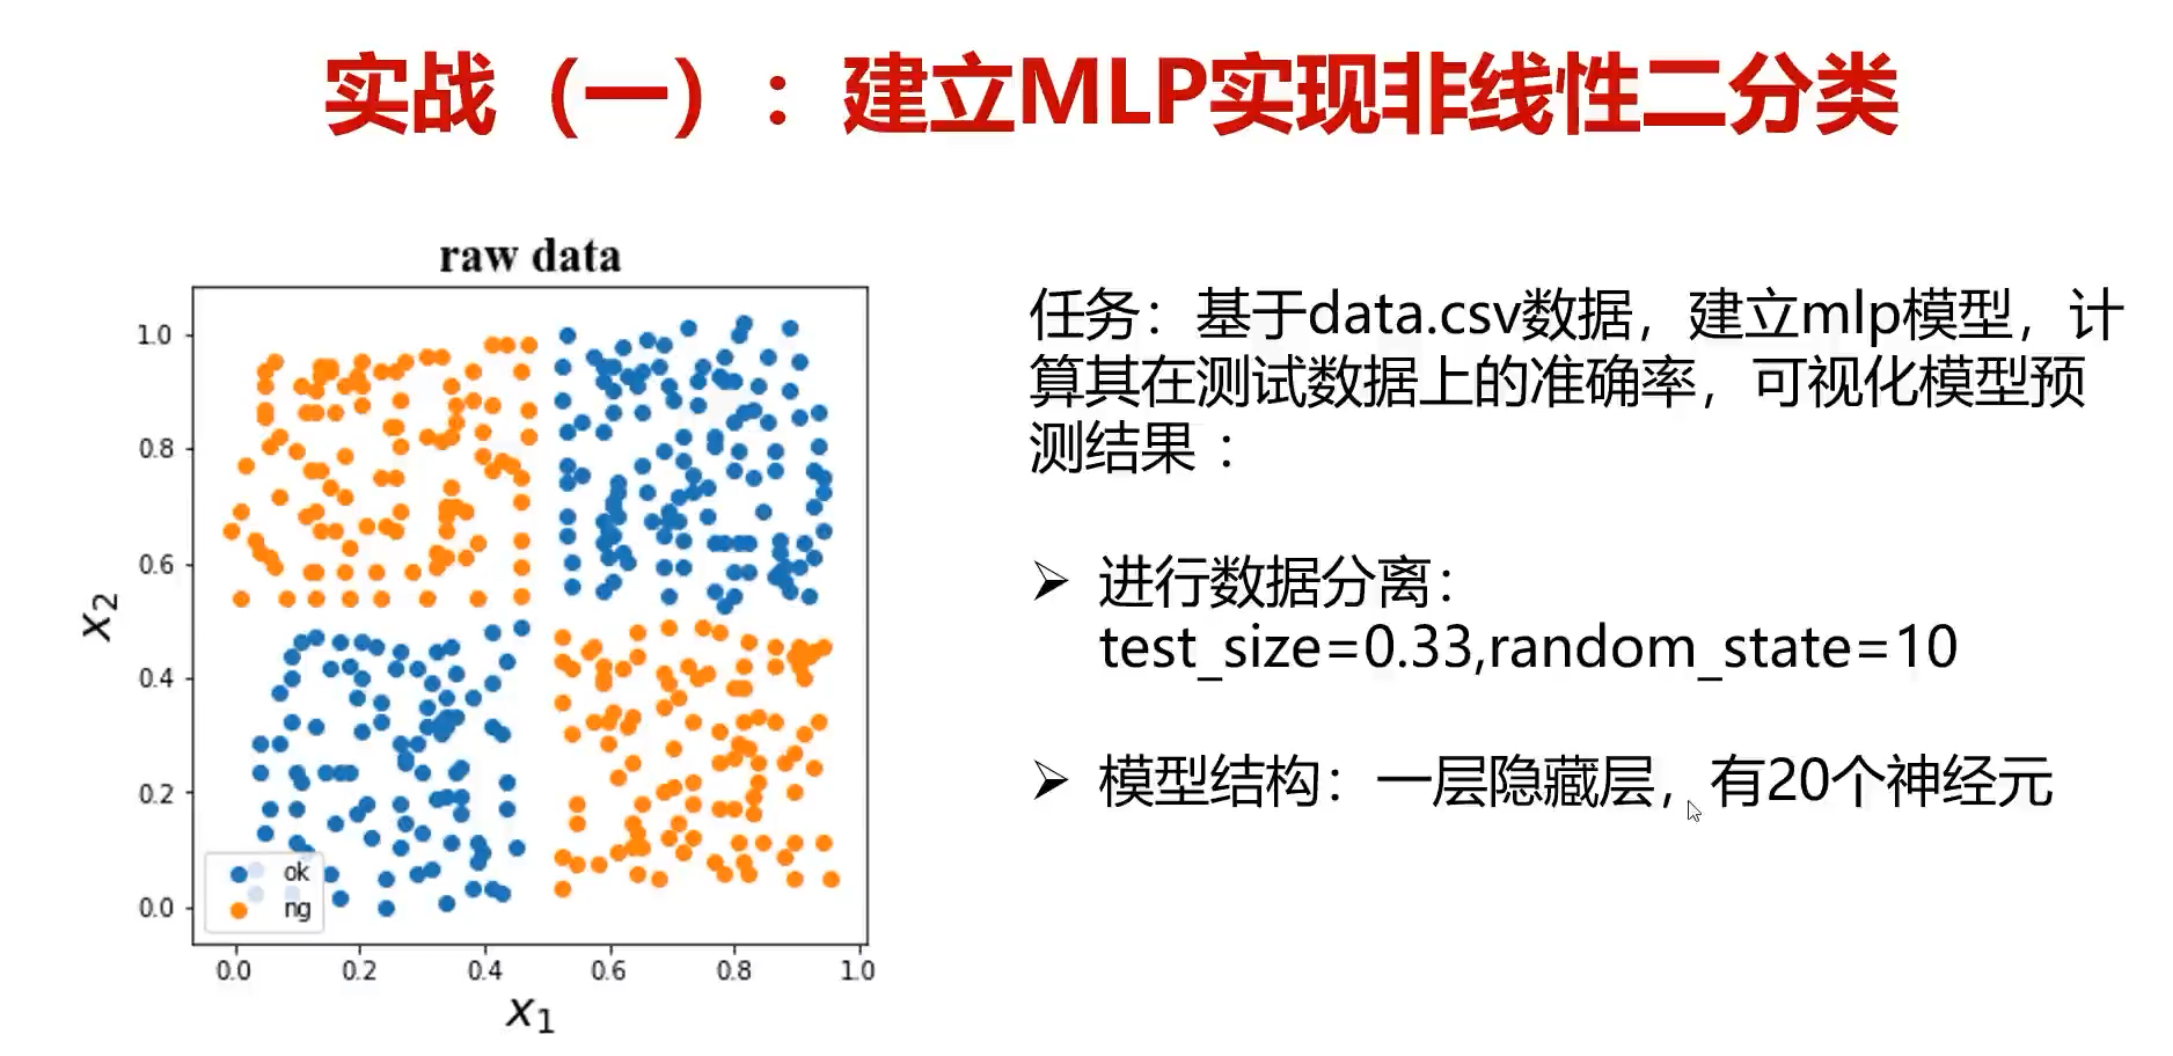 实战（一）：建立MLP实现非线性二分类
raw data
1.0
0.8
0.6
0.4
0.2
0.0
x₂
ok
ng
0.0 0.2 0.4 0.6 0.8 1.0
x₁
任务：基于data.csv数据，建立mlp模型，计
算其在测试数据上的准确率，可视化模型预
测结果：
➢ 进行数据分离：
test_size=0.33,random_state=10
➢ 模型结构：一层隐藏层，有20个神经元